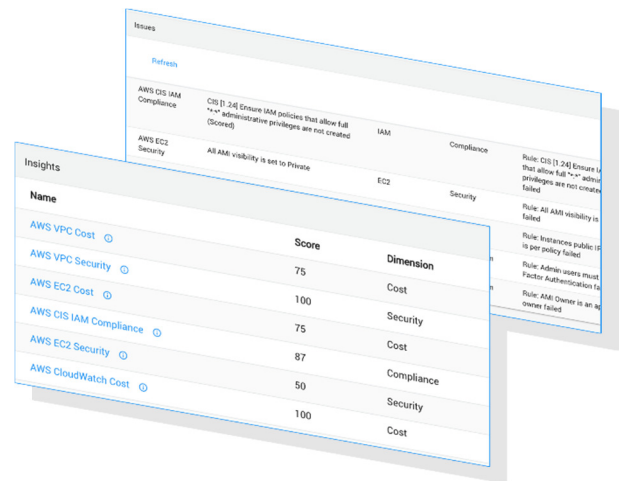 Issues
Refresh
AWS CIS IAM
Compliance
CIS [1.24] Ensure IAM policies that allow full
"*:*" administrative privileges are not created
(Scored)
IAM
Compliance
Rule: CIS [1.24] Ensure
that allow full "*:*"
privileges are not
failed
AWS EC2
Security
All AMI visibility is set to Private
EC2
Security
Rule: All AMI visibility is
failed
Rule: Instances public
is per policy failed
Rule: Admin users must
Factor Authentication
Rule: AMI Owner is an
owner failed
Insights
Name Score Dimension
AWS VPC Cost 75 Cost
AWS VPC Security 100 Security
AWS EC2 Cost 75 Cost
AWS CIS IAM Compliance 87 Compliance
AWS EC2 Security 50 Security
AWS CloudWatch Cost 100 Cost